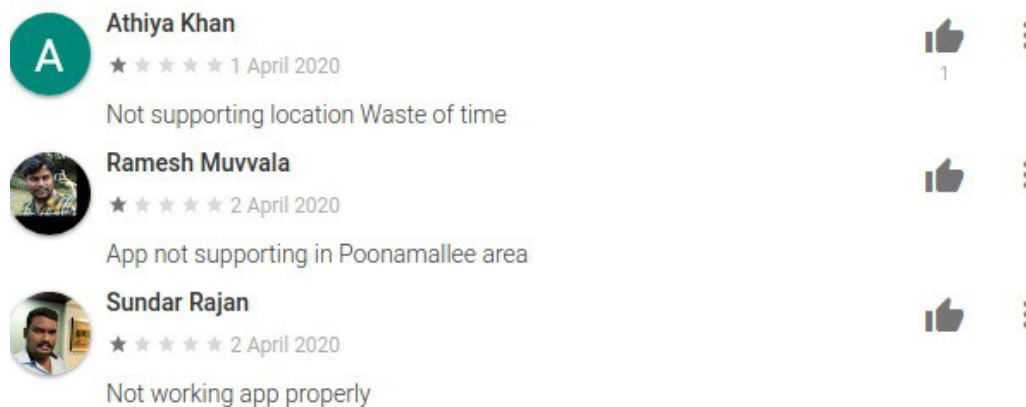 Athiya Khan
A
1 April 2020
1
Not supporting location Waste of time
Ramesh Muvvala
2 April 2020
App not supporting in Poonamallee area
Sundar Rajan
2 April 2020
Not working app properly